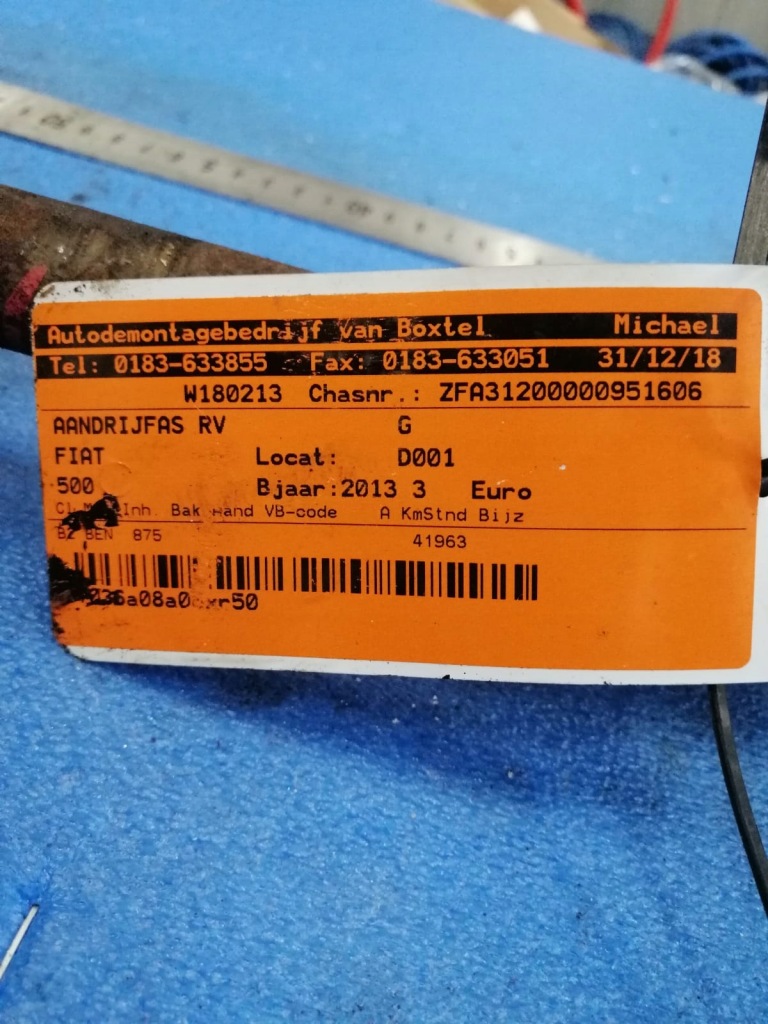 Autodemontagebedrijf van Boxtel Michael
Tel: 0183-633855 Fax: 0183-633051 31/12/18
W180213 Chasnr.: ZFA31200000951606
AANDRIJFAS RV G
FIAT Locat: D001
500 Bjaar:2013 3 Euro
Inh. Bak Hand VB-code A KmStnd Bijz
BZ BEN 875 41963